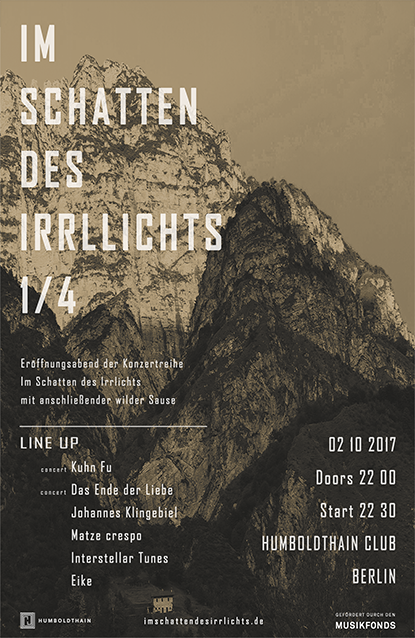 IM
SCHATTEN
DES
IRRLLICHTS
1/4
Eröffnungsabend der Konzertreihe
Im Schatten des Irrlichts
mit anschließender wilder Sause
LINE UP
concert Kuhn Fu
concert Das Ende der Liebe
Johannes Klingebiel
Matze crespo
Interstellar Tunes
Eike
02 10 2017
Doors 22 00
Start 22 30
HUMBOLDTHAIN CLUB
BERLIN
HUMBOLDTHAIN
imschattendesirrlichts.de
GEFÖRDERT DURCH DEN
MUSIKFONDS